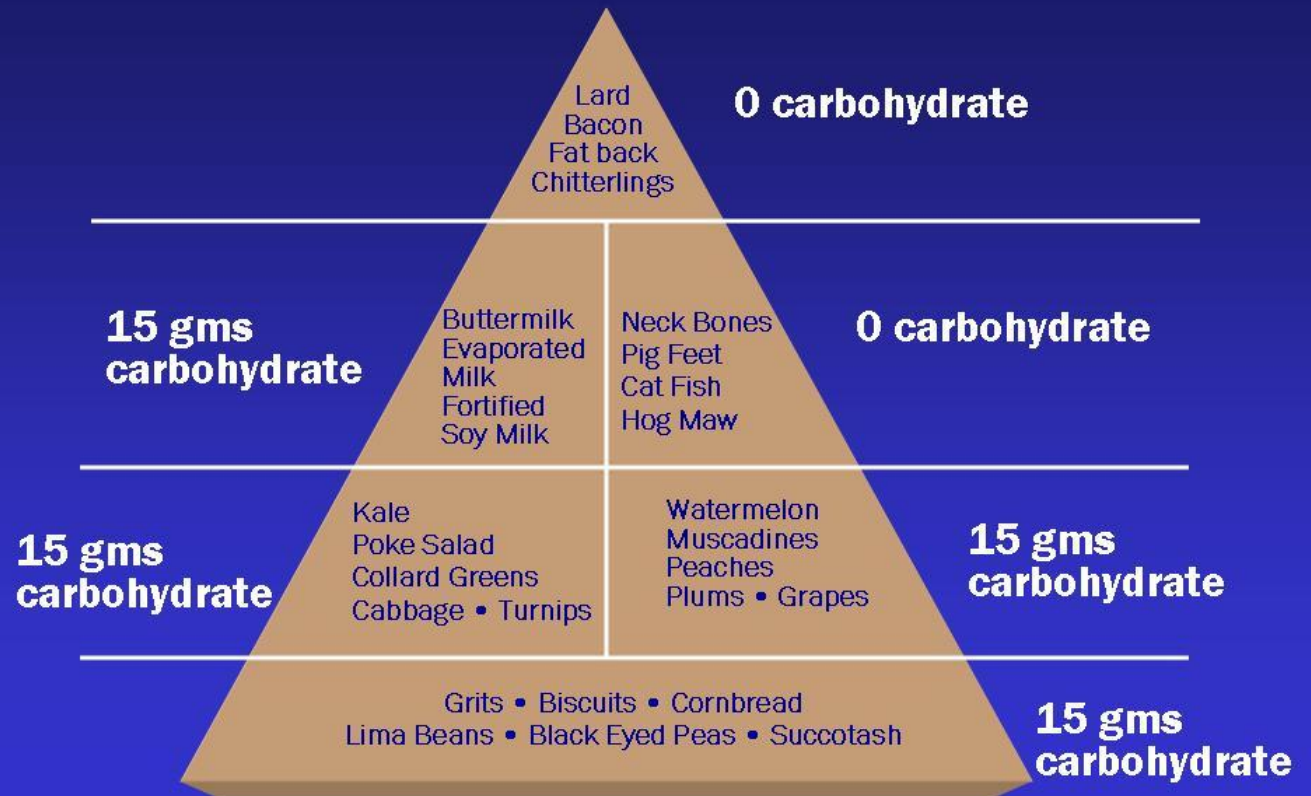 Lard
Bacon
Fat back
Chitterlings
0 carbohydrate
15 gms
carbohydrate
Buttermilk
Evaporated
Milk
Fortified
Soy Milk
Neck Bones
Pig Feet
Cat Fish
Hog Maw
0 carbohydrate
15 gms
carbohydrate
Kale
Poke Salad
Collard Greens
Cabbage • Turnips
Watermelon
Muscadines
Peaches
Plums • Grapes
15 gms
carbohydrate
Grits • Biscuits • Cornbread
Lima Beans • Black Eyed Peas • Succotash
15 gms
carbohydrate